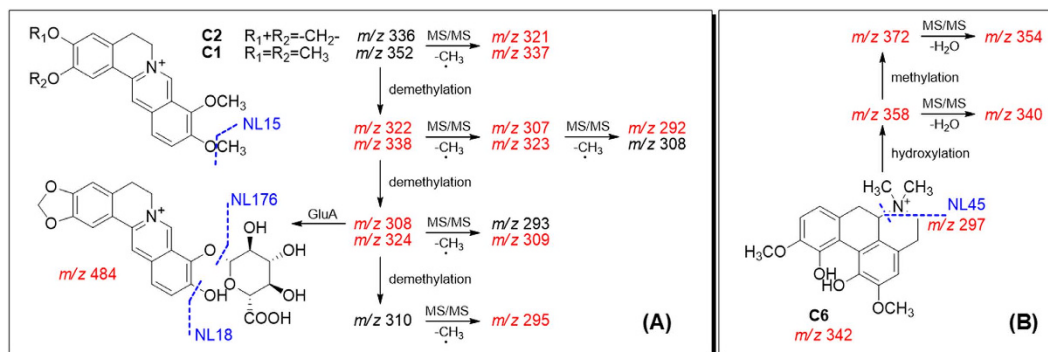 C2 R1+R2=-CH2- m/z 336 MS/MS m/z 321
C1 R1=R2=CH3 m/z 352 -CH3 m/z 337
R1 O
R2 O
N+
OCH3
OCH3
NL15
demethylation
m/z 322 MS/MS m/z 307 MS/MS m/z 292
m/z 338 -CH3 m/z 323 -CH3 m/z 308
demethylation
NL176
GluA
m/z 308 MS/MS m/z 293
m/z 324 -CH3 m/z 309
O
O
N+
O
OH
OH
OH
O
OH
COOH
m/z 484
NL18
demethylation
m/z 310 MS/MS m/z 295
-CH3
(A)
m/z 372 MS/MS m/z 354
-H2O
methylation
m/z 358 MS/MS m/z 340
-H2O
hydroxylation
H3C CH3
N+
NL45
m/z 297
H3CO
OH
HO
OCH3
C6
m/z 342
(B)